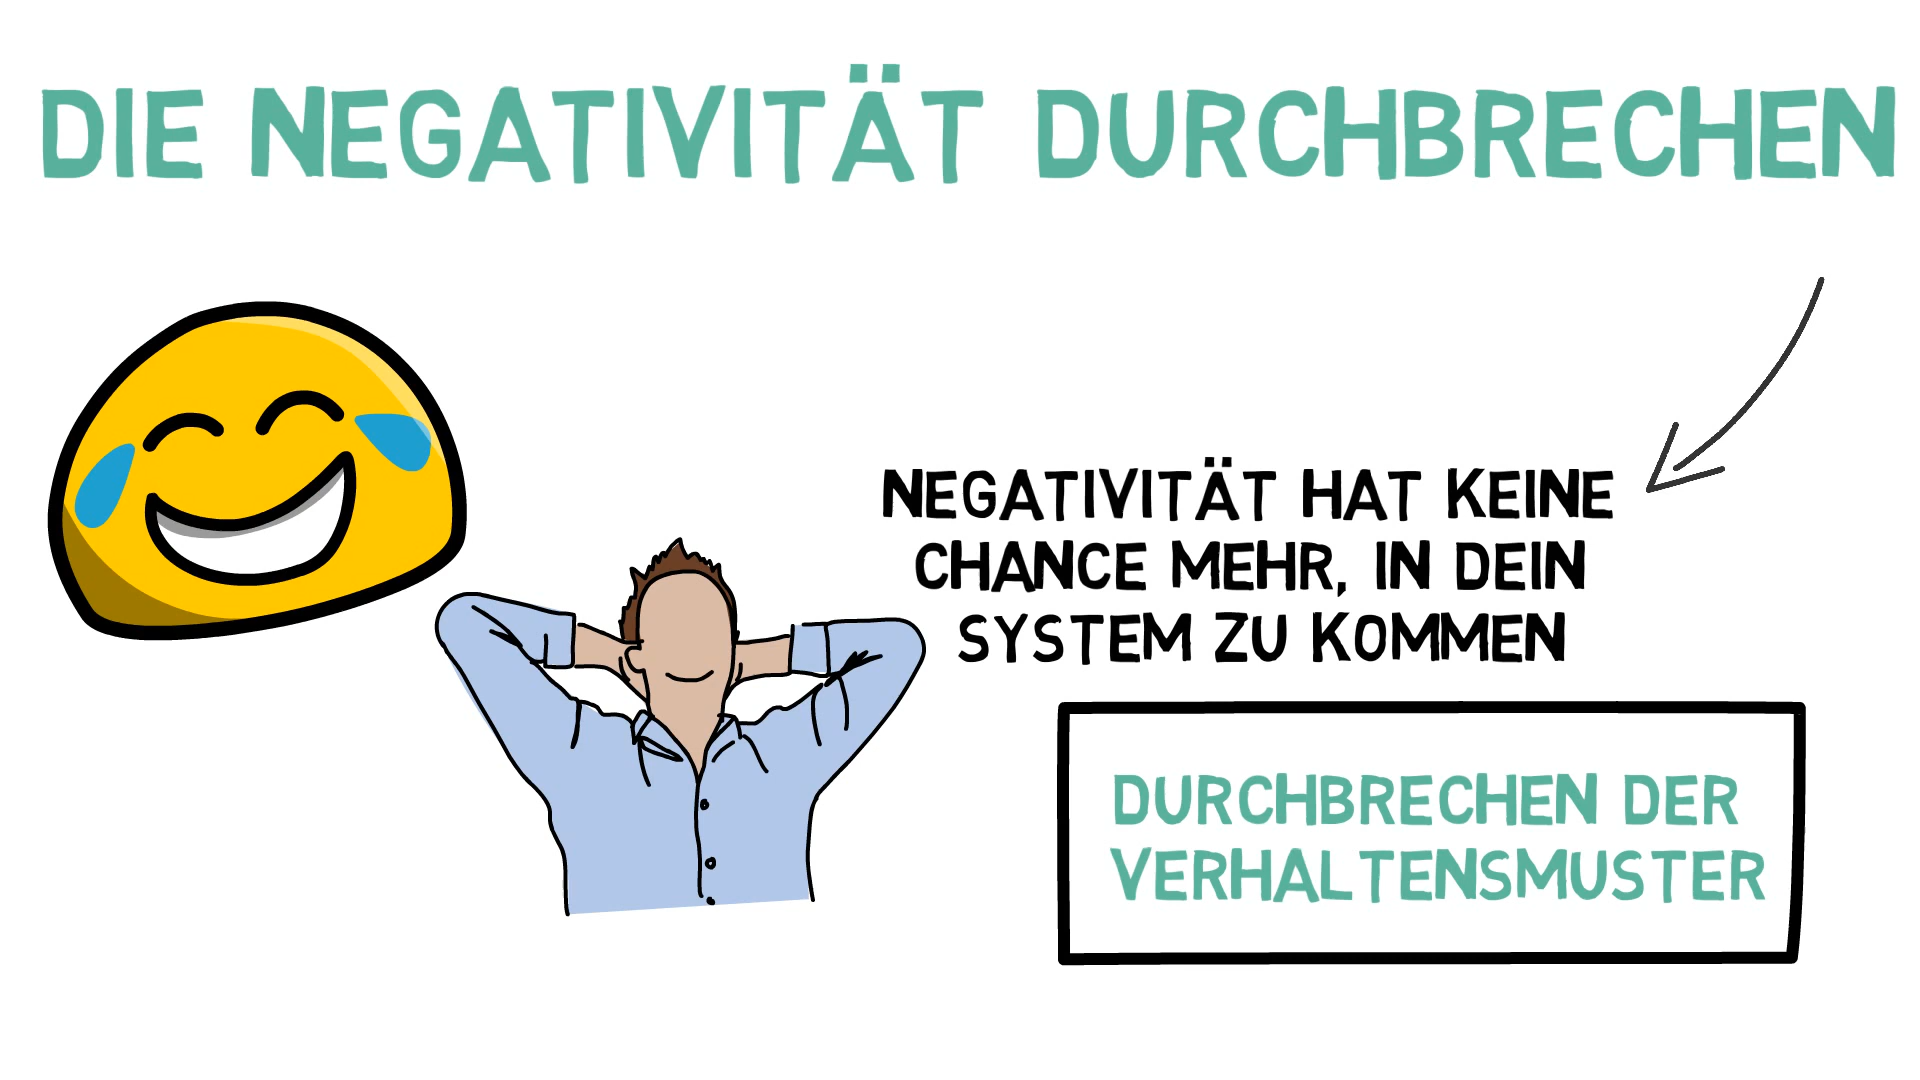 DIE NEGATIVITÄT DURCHBRECHEN
NEGATIVITÄT HAT KEINE
CHANCE MEHR, IN DEIN
SYSTEM ZU KOMMEN
DURCHBRECHEN DER
VERHALTENSMUSTER